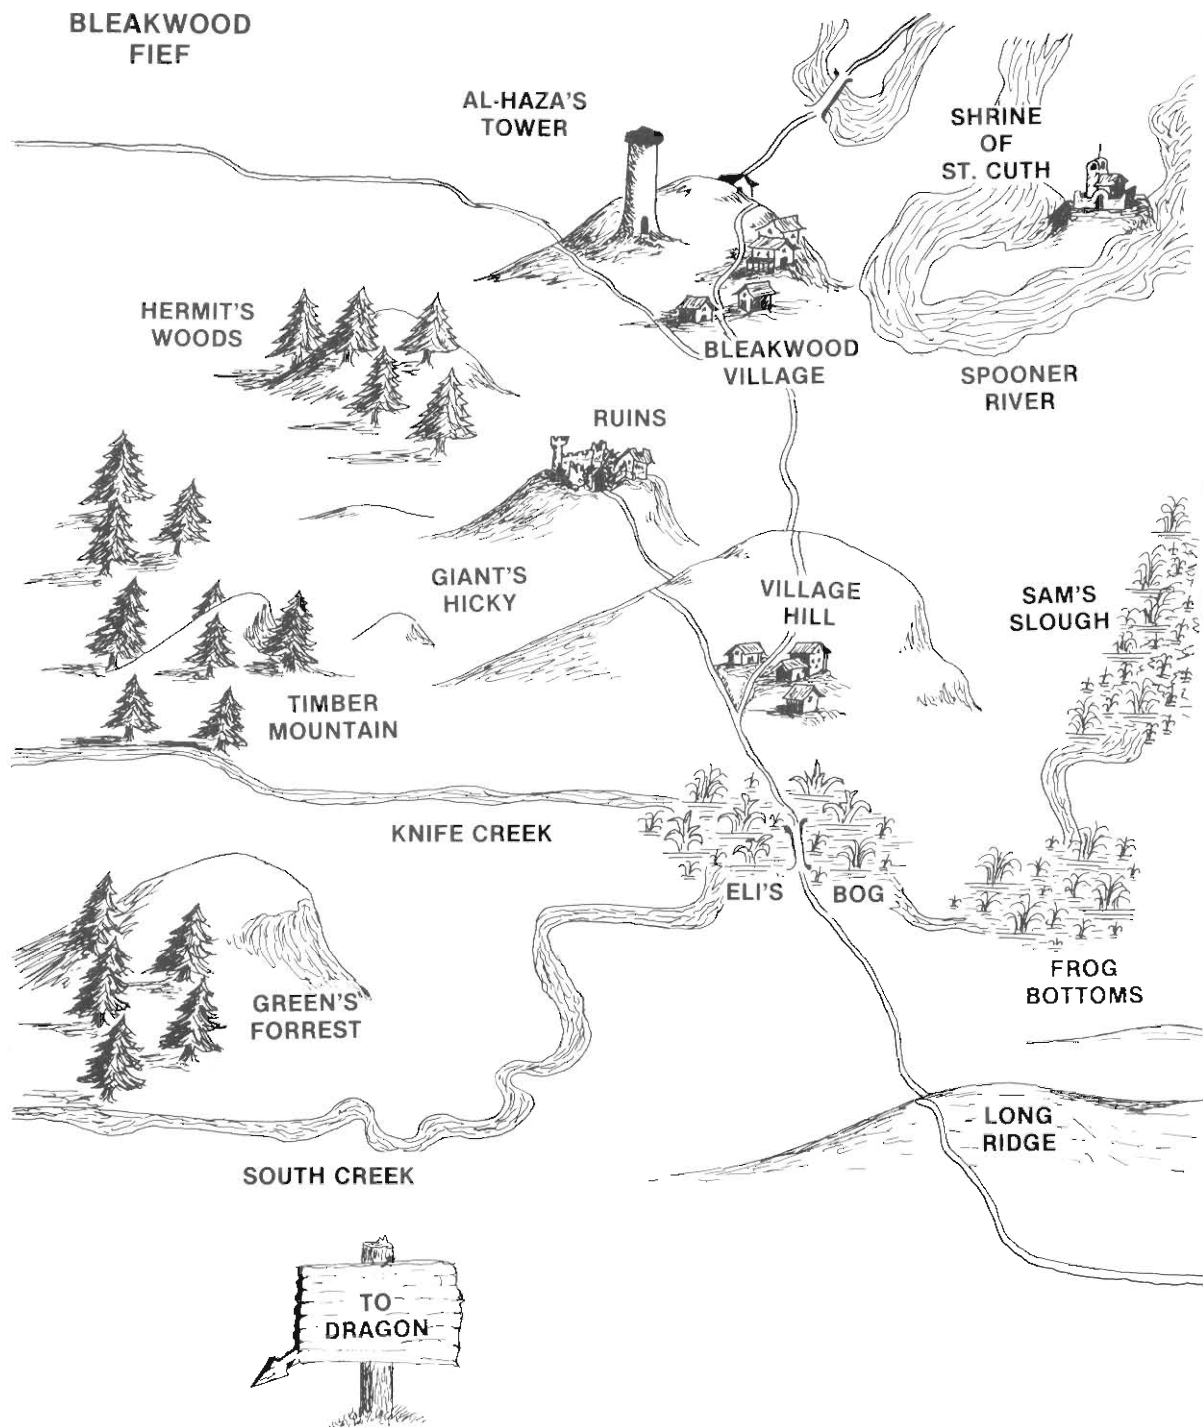 BLEAKWOOD
FIEF
AL-HAZA'S
TOWER
SHRINE
OF
ST. CUTH
HERMIT'S
WOODS
BLEAKWOOD
VILLAGE
SPOONER
RIVER
RUINS
GIANT'S
HICKY
VILLAGE
HILL
SAM'S
SLOUGH
TIMBER
MOUNTAIN
KNIFE CREEK
ELI'S
BOG
FROG
BOTTOMS
GREEN'S
FORREST
LONG
RIDGE
SOUTH CREEK
TO
DRAGON